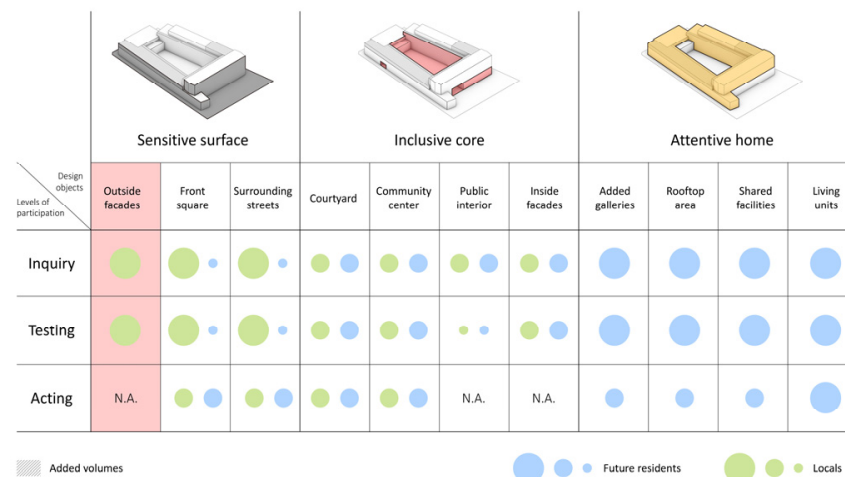 Sensitive surface
Inclusive core
Attentive home
Design
objects
Levels of
participation
Outside
facades
Front
square
Surrounding
streets
Courtyard
Community
center
Public
interior
Inside
facades
Added
galleries
Rooftop
area
Shared
facilities
Living
units
Inquiry
Testing
Acting
N.A.
N.A.
N.A.
Added volumes
Future residents
Locals